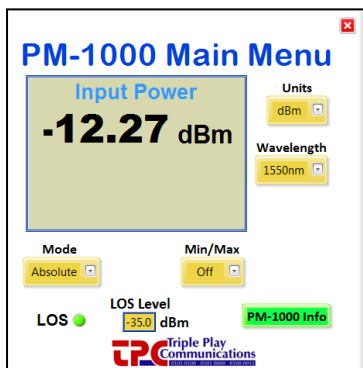 PM-1000 Main Menu
Input Power
-12.27 dBm
Units
dBm
Wavelength
1550nm
Mode
Absolute
Min/Max
Off
LOS
LOS Level
-35.0 dBm
PM-1000 Info
TPC Triple Play
Communications